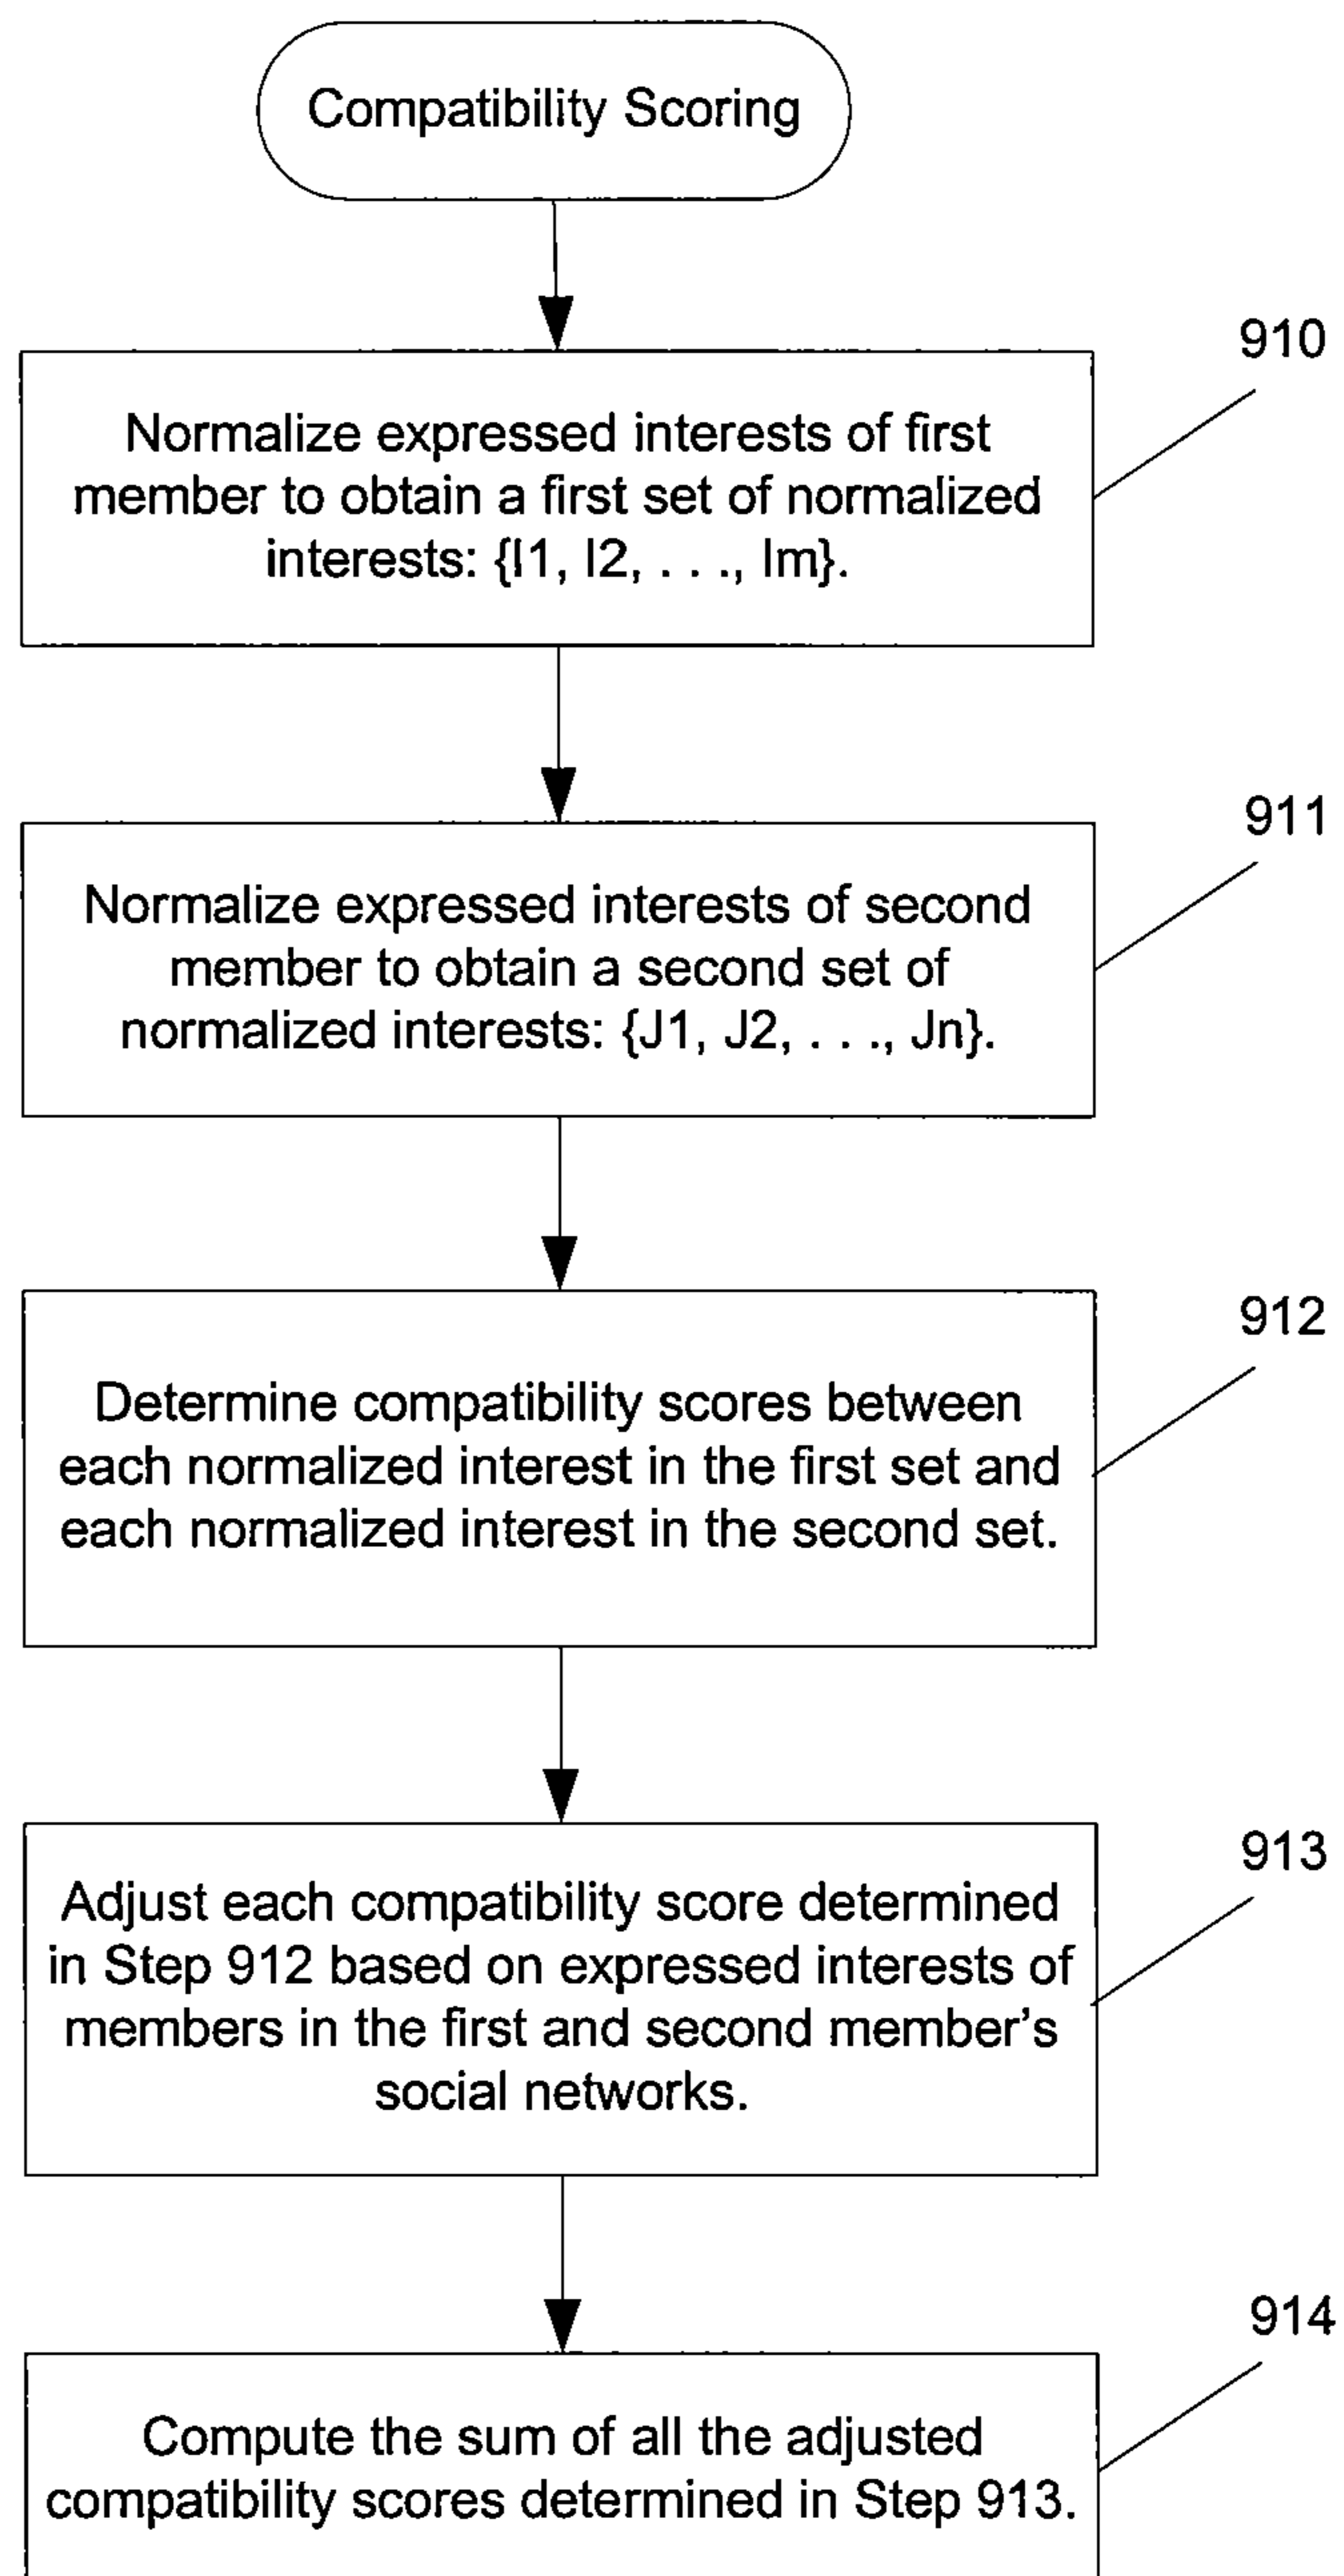 Compatibility Scoring
910
Normalize expressed interests of first
member to obtain a first set of normalized
interests: {I1, I2, . . ., Im}.
911
Normalize expressed interests of second
member to obtain a second set of
normalized interests: {J1, J2, . . ., Jn}.
912
Determine compatibility scores between
each normalized interest in the first set and
each normalized interest in the second set.
913
Adjust each compatibility score determined
in Step 912 based on expressed interests of
members in the first and second member's
social networks.
914
Compute the sum of all the adjusted
compatibility scores determined in Step 913.